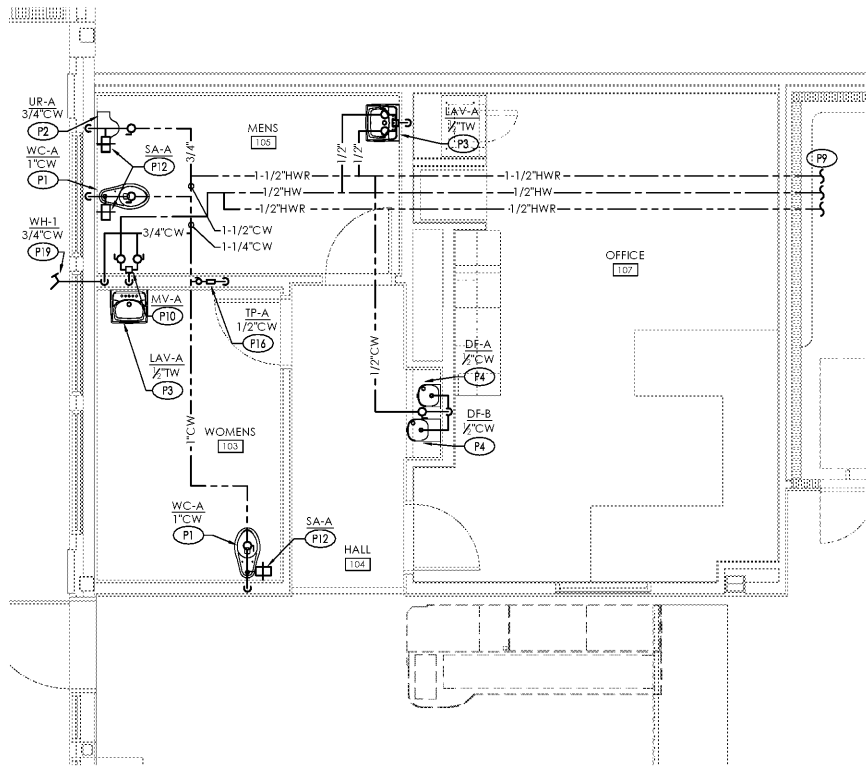 UR-A
3/4"CW
P2
WC-A
1"CW
P1
WH-1
3/4"CW
P19
SA-A
P12
3/4"
MENS
105
1/2"
1/2"
LAV-A
½"TW
P3
P9
1-1/2"HWR
1-1/2"HWR
1/2"HW
1/2"HW
1/2"HWR
1/2"HWR
1-1/2"CW
3/4"CW
1-1/4"CW
OFFICE
107
MV-A
P10
TP-A
1/2"CW
P16
LAV-A
½"TW
P3
1/2"CW
DF-A
½"CW
P4
DF-B
½"CW
P4
1"CW
WOMENS
103
WC-A
1"CW
P1
SA-A
P12
HALL
104